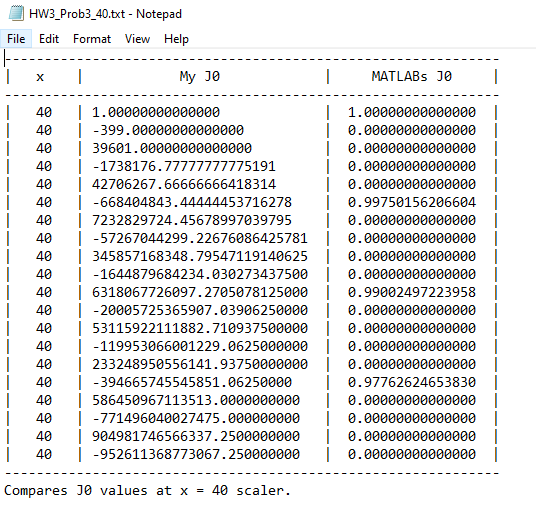 HW3_Prob3_40.txt - Notepad
File Edit Format View Help
--------------------------------------------------------------
| x | My J0 | MATLABs J0 |
--------------------------------------------------------------
| 40 | 1.00000000000000 | 1.00000000000000 |
| 40 | -399.00000000000000 | 0.00000000000000 |
| 40 | 39601.00000000000000 | 0.00000000000000 |
| 40 | -1738176.77777777775191 | 0.00000000000000 |
| 40 | 42706267.66666666418314 | 0.00000000000000 |
| 40 | -668404843.44444453716278 | 0.99750156206604 |
| 40 | 7232829724.45678997039795 | 0.00000000000000 |
| 40 | -57267044299.22676086425781 | 0.00000000000000 |
| 40 | 345857168348.79547119140625 | 0.00000000000000 |
| 40 | -1644879684234.030273437500 | 0.00000000000000 |
| 40 | 6318067726097.2705078125000 | 0.99002497223958 |
| 40 | -20005725365907.03906250000 | 0.00000000000000 |
| 40 | 53115922111882.710937500000 | 0.00000000000000 |
| 40 | -119953066001229.0625000000 | 0.00000000000000 |
| 40 | 233248950556141.93750000000 | 0.00000000000000 |
| 40 | -394665745545851.06250000 | 0.97762624653830 |
| 40 | 586450967113513.0000000000 | 0.00000000000000 |
| 40 | -771496040027475.000000000 | 0.00000000000000 |
| 40 | 904981746566337.2500000000 | 0.00000000000000 |
| 40 | -952611368773067.250000000 | 0.00000000000000 |
--------------------------------------------------------------
Compares J0 values at x = 40 scaler.